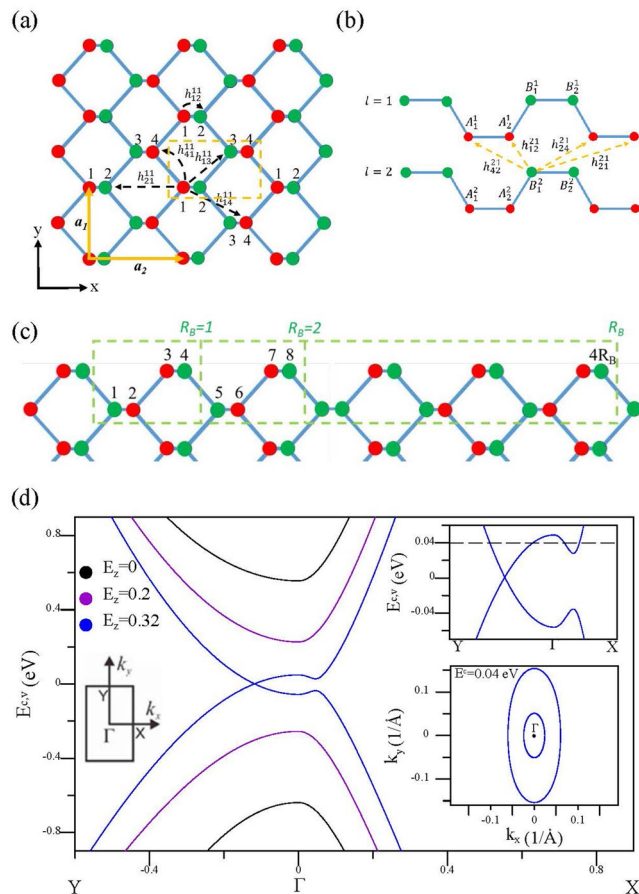 (a)
h₁₂¹¹
1 2
3 4
h₄₁¹¹
h₁₃¹¹
3 4
1 2
h₂₁¹¹
1 2
1 2
h₁₄¹¹
3 4
a₁
a₂
y
x
(b)
l = 1
A₁¹
A₂¹
B₁¹
B₂¹
h₄₂²¹
h₁₂²¹
h₂₄²¹
h₂₁²¹
l = 2
A₁²
A₂²
B₁²
B₂²
(c)
R_B=1
R_B=2
R_B
3 4
7 8
4R_B
1 2
5 6
(d)
E_z=0
E_z=0.2
E_z=0.32
E^{c,v} (eV)
0.8
0.4
0
-0.4
-0.8
k_y
Y
k_x
Γ
X
Y
-0.4
Γ
0.4
0.8
X
E^{c,v} (eV)
0.04
0
-0.04
Y
Γ
X
E^c=0.04 eV
k_y (1/Å)
0.1
0
-0.1
Γ
-0.1
0
0.1
k_x (1/Å)